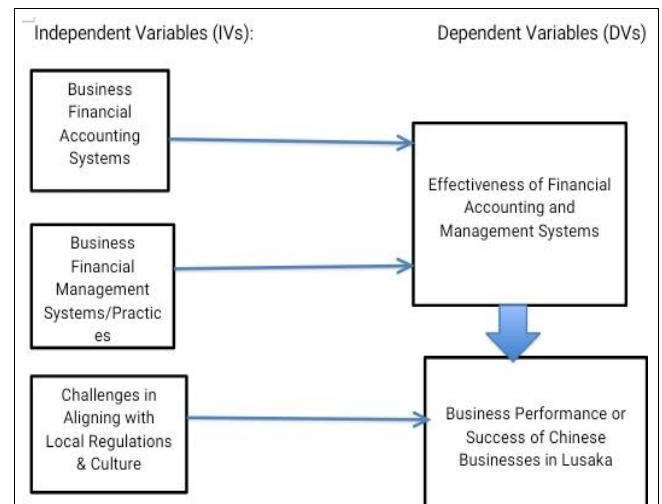 Independent Variables (IVs):
Dependent Variables (DVs)
Business
Financial
Accounting
Systems
Effectiveness of Financial
Accounting and
Management Systems
Business
Financial
Management
Systems/Practic
es
Challenges in
Aligning with
Local Regulations
& Culture
Business Performance or
Success of Chinese
Businesses in Lusaka